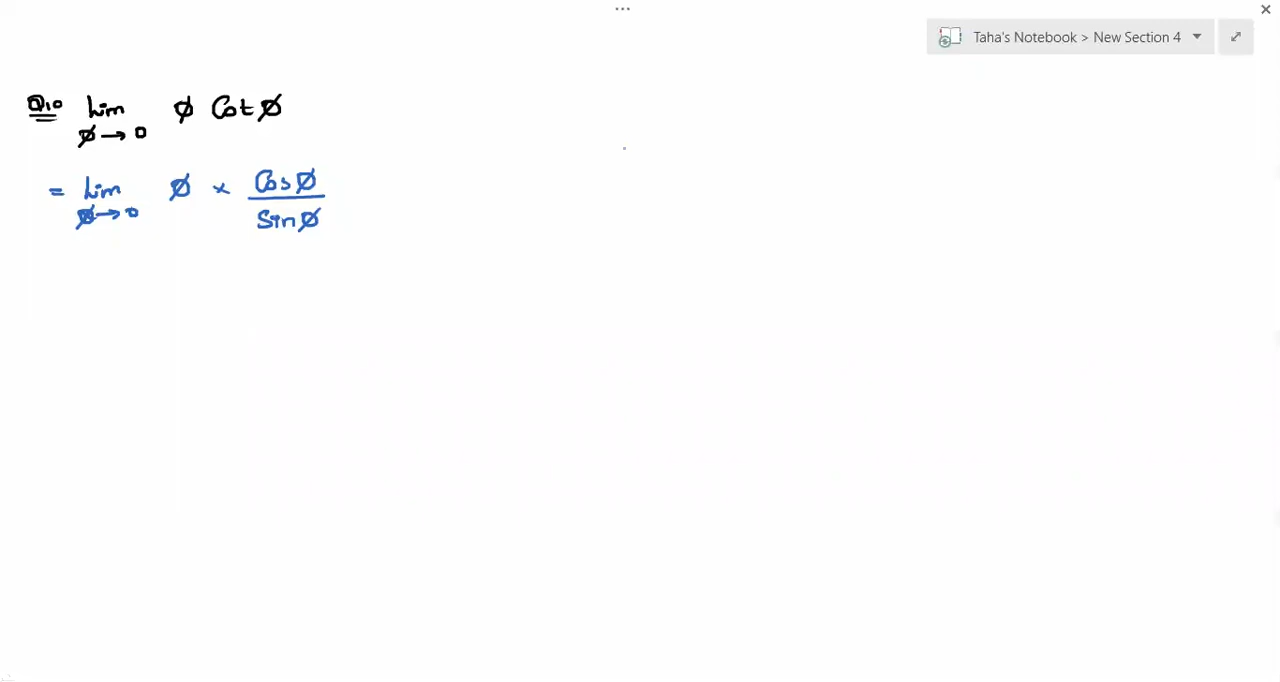 Taha's Notebook > New Section 4
Q10 Lim ø Cot ø
ø → 0
= Lim ø × Cos ø / Sin ø
ø → 0